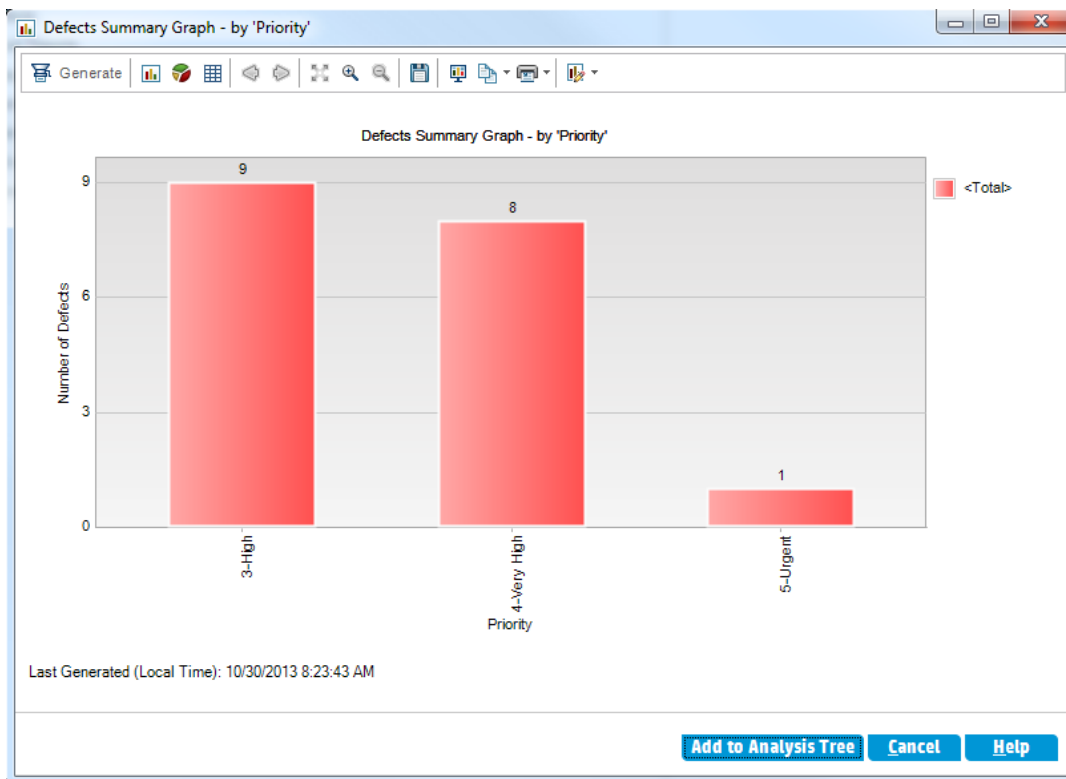 Defects Summary Graph - by 'Priority'
Generate
Defects Summary Graph - by 'Priority'
<Total>
Number of Defects
9
6
3
0
9
8
1
3-High
4-Very High
5-Urgent
Priority
Last Generated (Local Time): 10/30/2013 8:23:43 AM
Add to Analysis Tree
Cancel
Help